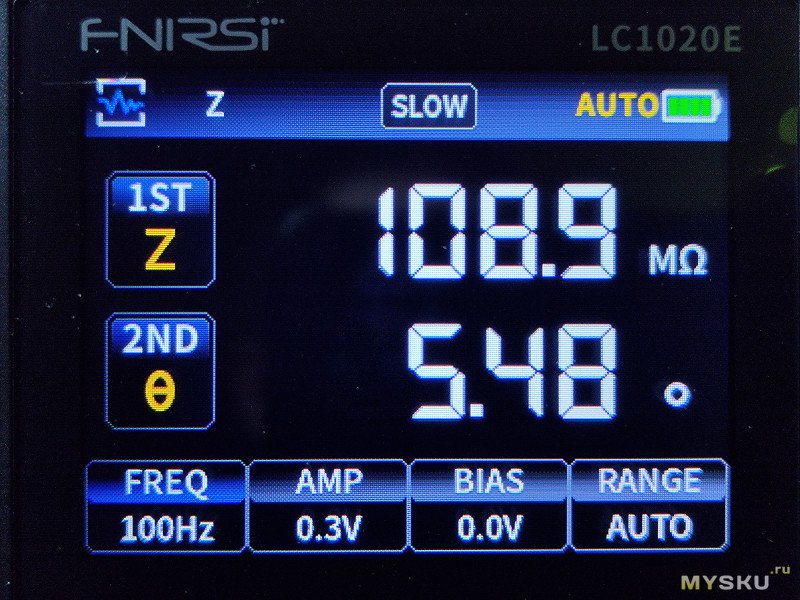 FNIRSI LC1020E
Z SLOW AUTO
1ST
Z 108.9 MΩ
2ND
θ 5.48 °
FREQ AMP BIAS RANGE
100Hz 0.3V 0.0V AUTO
MYSKU.ru